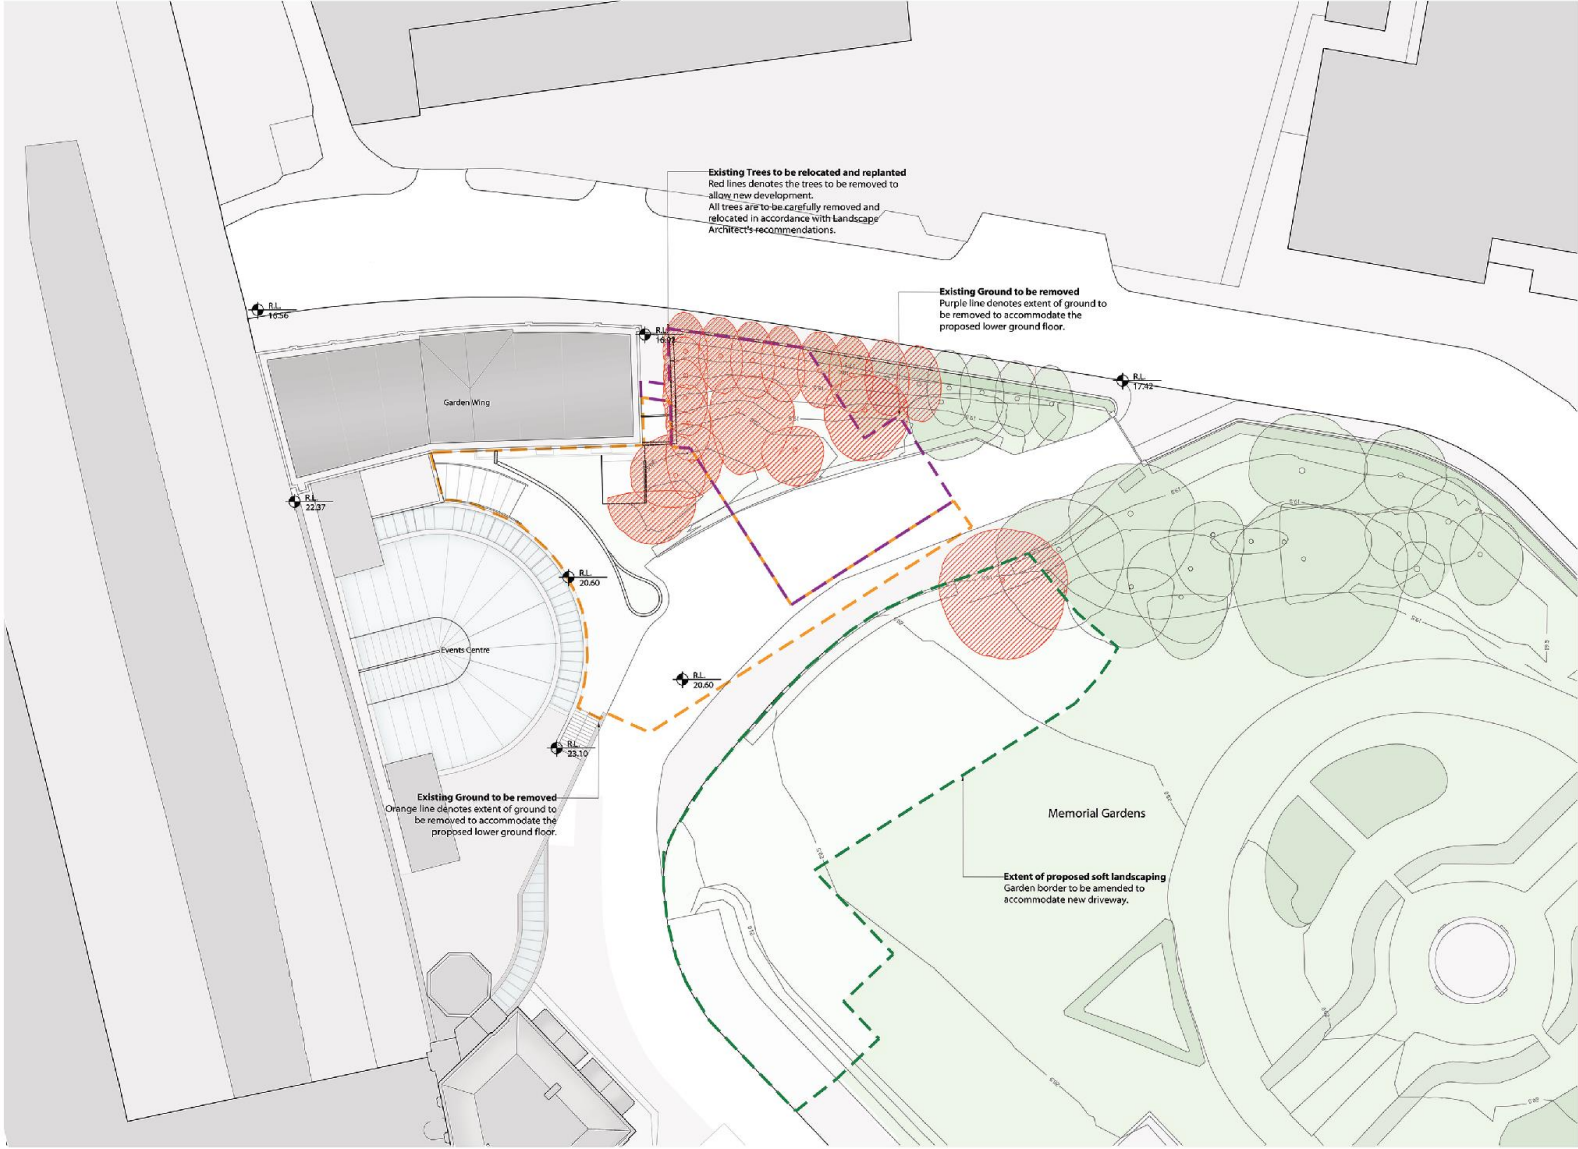 Existing Trees to be relocated and replanted
Red lines denotes the trees to be removed to
allow new development.
All trees are to be carefully removed and
relocated in accordance with Landscape
Architect's recommendations.
Existing Ground to be removed
Purple line denotes extent of ground to
be removed to accommodate the
proposed lower ground floor.
R.L.
16.56
R.L.
R.L.
17.42
Garden Wing
R.L.
22.37
R.L.
20.60
Events Centre
R.L.
20.60
R.L.
23.10
Existing Ground to be removed
Orange line denotes extent of ground to
be removed to accommodate the
proposed lower ground floor.
Memorial Gardens
Extent of proposed soft landscaping
Garden border to be amended to
accommodate new driveway.